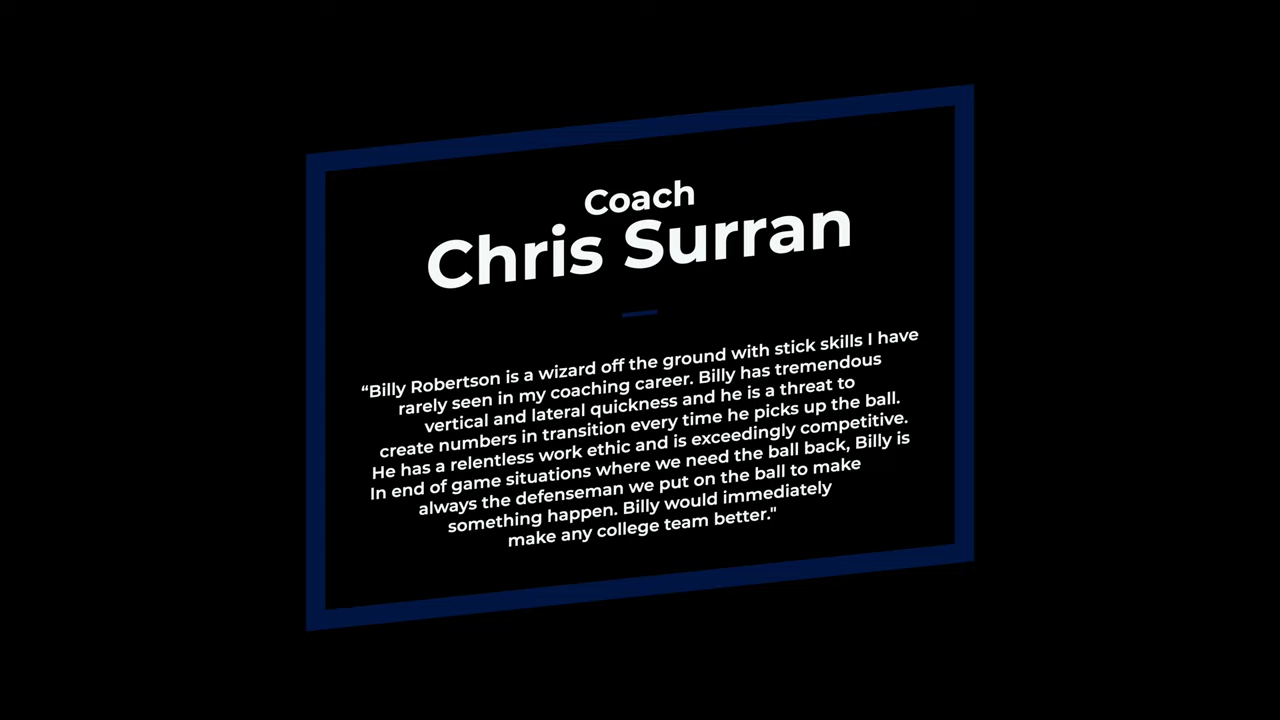 Coach
Chris Surran
“Billy Robertson is a wizard off the ground with stick skills I have
rarely seen in my coaching career. Billy has tremendous
vertical and lateral quickness and he is a threat to
create numbers in transition every time he picks up the ball.
He has a relentless work ethic and is exceedingly competitive.
In end of game situations where we need the ball back, Billy is
always the defenseman we put on the ball to make
something happen. Billy would immediately
make any college team better."